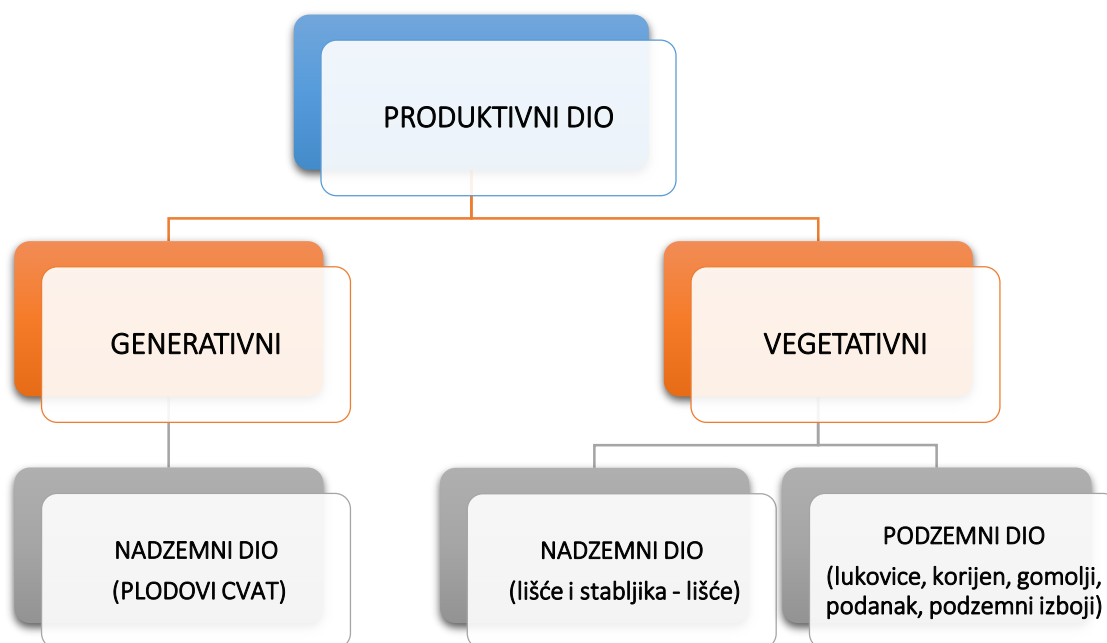 PRODUKTIVNI DIO
GENERATIVNI
VEGETATIVNI
NADZEMNI DIO
(PLODOVI CVAT)
NADZEMNI DIO
(lišće i stabljika - lišće)
PODZEMNI DIO
(lukovice, korijen, gomolji,
podanak, podzemni izboji)